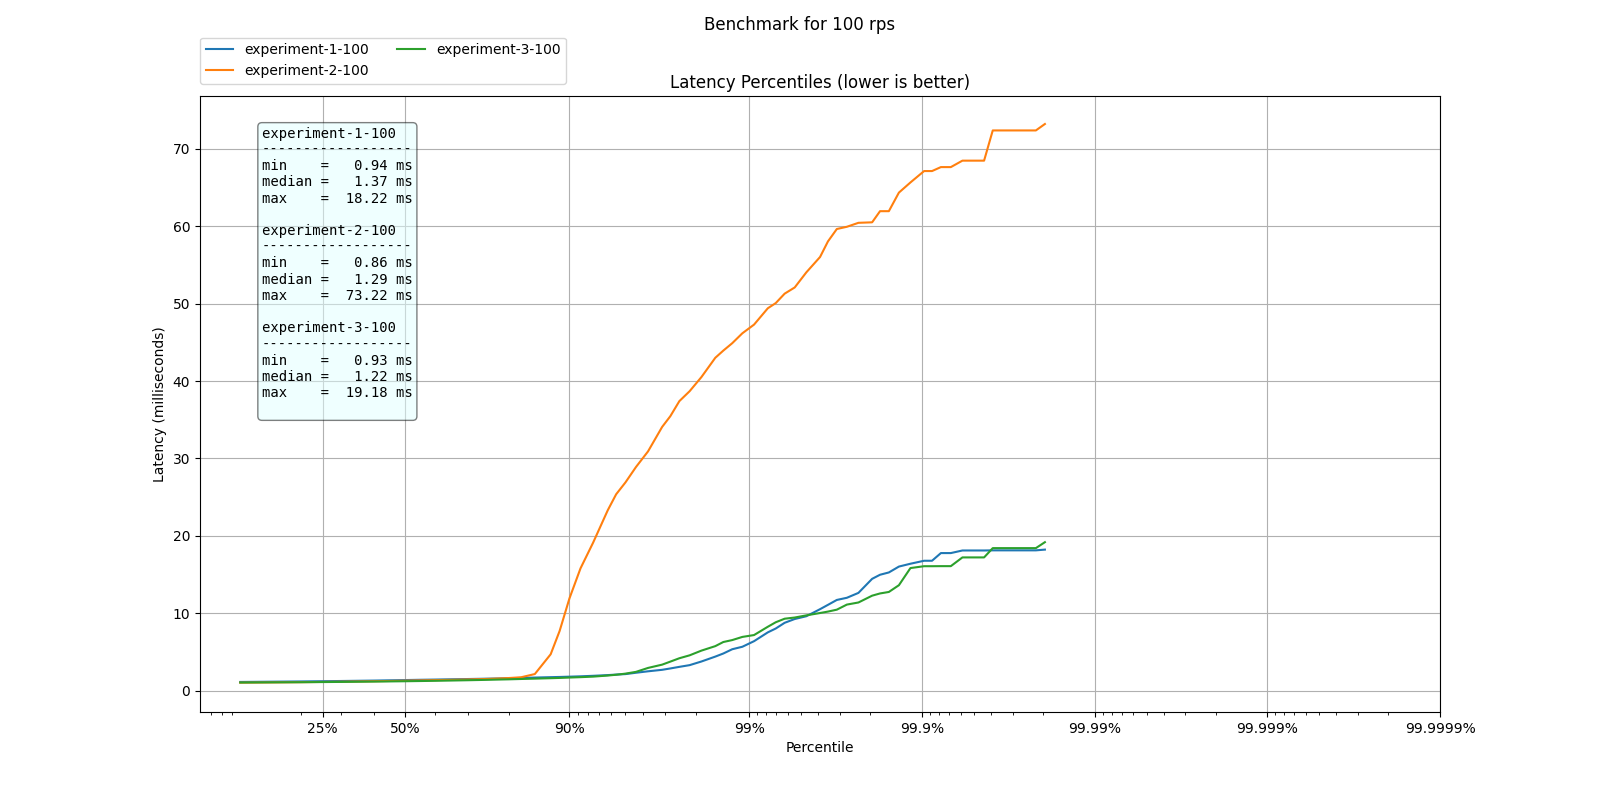 Benchmark for 100 rps
experiment-1-100
experiment-3-100
experiment-2-100
Latency Percentiles (lower is better)
experiment-1-100
------------------
min    =   0.94 ms
median =   1.37 ms
max    =  18.22 ms
experiment-2-100
------------------
min    =   0.86 ms
median =   1.29 ms
max    =  73.22 ms
experiment-3-100
------------------
min    =   0.93 ms
median =   1.22 ms
max    =  19.18 ms
Latency (milliseconds)
70
60
50
40
30
20
10
0
25% 50% 90% 99% 99.9% 99.99% 99.999% 99.9999%
Percentile